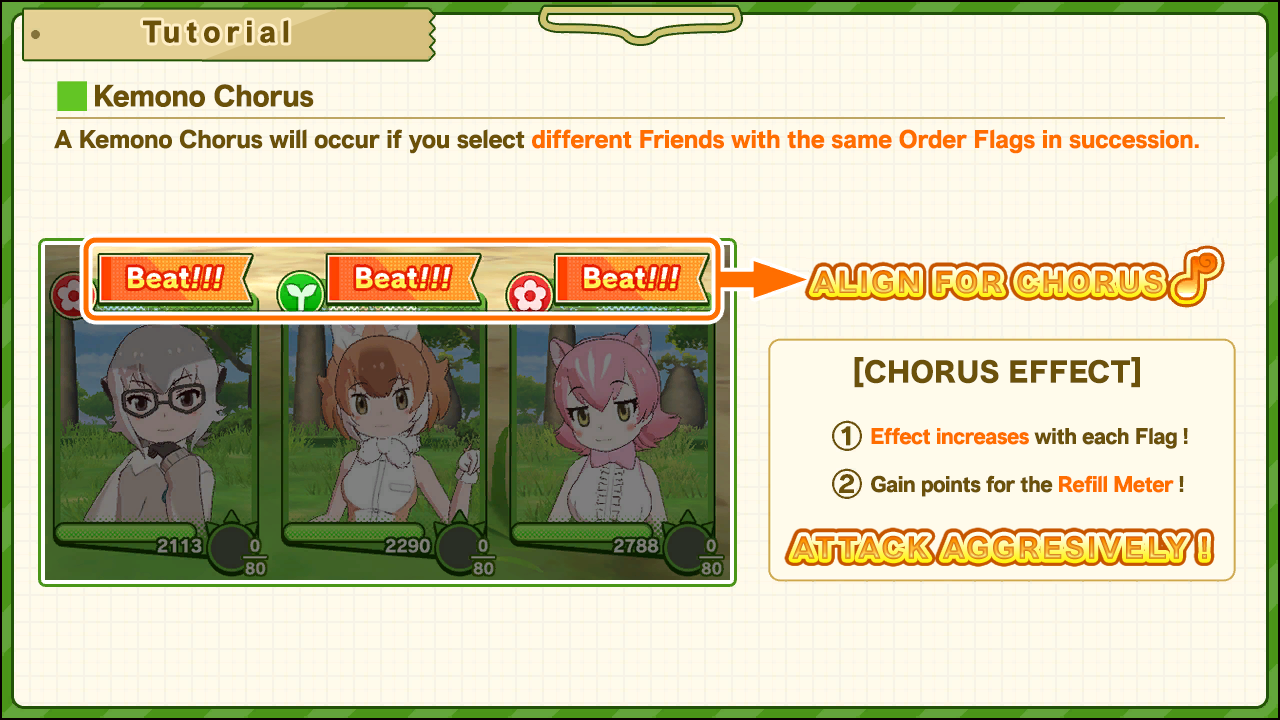 Tutorial
Kemono Chorus
A Kemono Chorus will occur if you select different Friends with the same Order Flags in succession.
Beat!!! Beat!!! Beat!!!
ALIGN FOR CHORUS
[CHORUS EFFECT]
① Effect increases with each Flag !
② Gain points for the Refill Meter !
ATTACK AGGRESIVELY !
2113 0 2290 0 2788 0
80 80 80